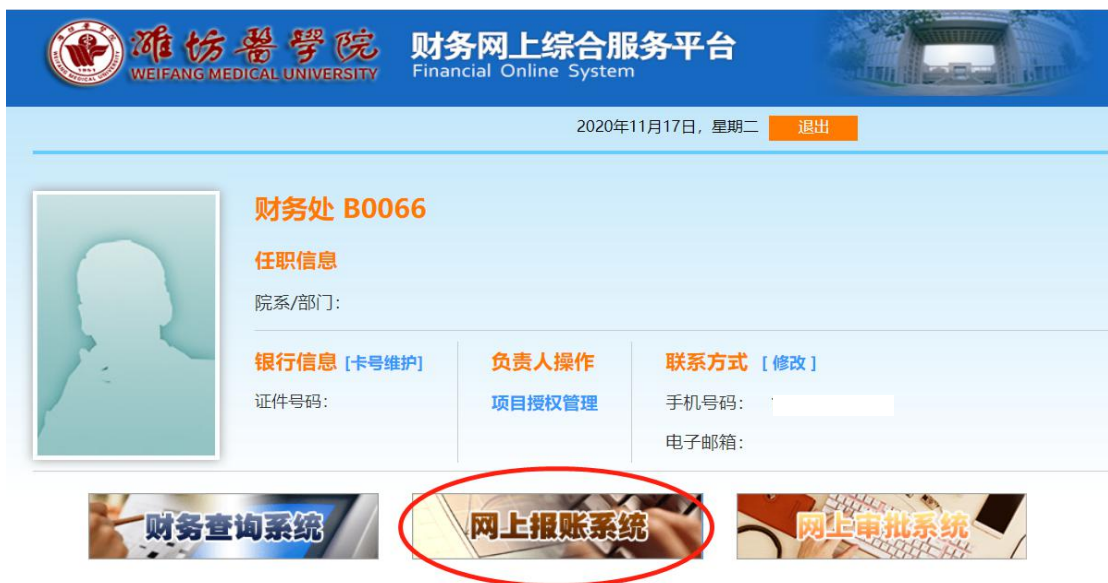 潍坊醫學院
WEIFANG MEDICAL UNIVERSITY
财务网上综合服务平台
Financial Online System
2020年11月17日，星期二 退出
财务处 B0066
任职信息
院系/部门：
银行信息 [卡号维护] 负责人操作 联系方式 [ 修改 ]
证件号码： 项目授权管理 手机号码：
电子邮箱：
财务查询系统 网上报账系统 网上审批系统